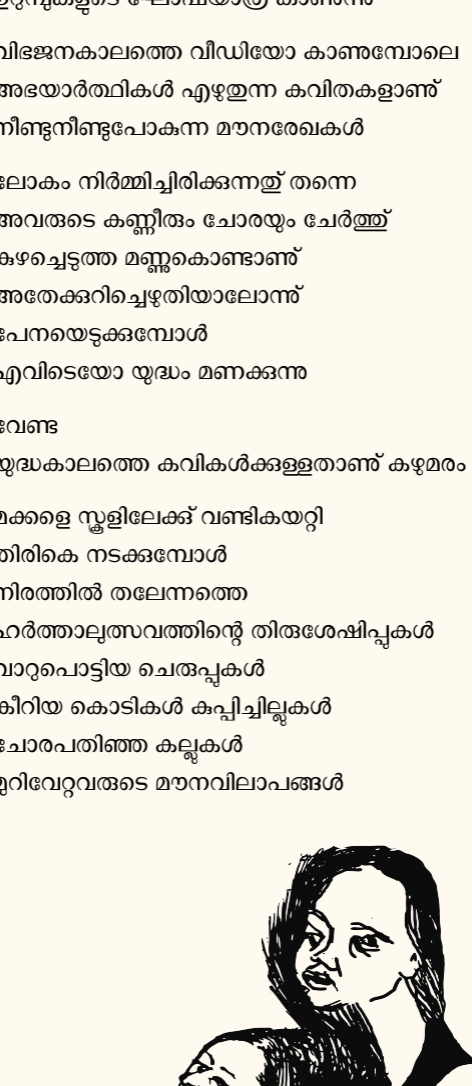 ഘോഷയാത്ര കാണുന്നു
വിഭജനകാലത്തെ വീഡിയോ കാണുമ്പോലെ
അഭയാർത്ഥികൾ എഴുതുന്ന കവിതകളാണു്
നീണ്ടുനീണ്ടുപോകുന്ന മൗനരേഖകൾ
ലോകം നിർമ്മിച്ചിരിക്കുന്നതു് തന്നെ
അവരുടെ കണ്ണീരും ചോരയും ചേർത്തു്
കുഴച്ചെടുത്ത മണ്ണുകൊണ്ടാണു്
അതേക്കുറിച്ചെഴുതിയാലോന്നു്
പേനയെടുക്കുമ്പോൾ
എവിടെയോ യുദ്ധം മണക്കുന്നു
വേണ്ട
യുദ്ധകാലത്തെ കവികൾക്കുള്ളതാണു് കഴുമരം
മക്കളെ സ്കൂളിലേക്കു് വണ്ടികയറ്റി
തിരികെ നടക്കുമ്പോൾ
നിരത്തിൽ തലേന്നത്തെ
ഹർത്താലുത്സവത്തിന്റെ തിരുശേഷിപ്പുകൾ
വാറുപൊട്ടിയ ചെരുപ്പുകൾ
കീറിയ കൊടികൾ കുപ്പിച്ചില്ലുകൾ
ചോരപതിഞ്ഞ കല്ലുകൾ
മുറിവേറ്റവരുടെ മൗനവിലാപങ്ങൾ